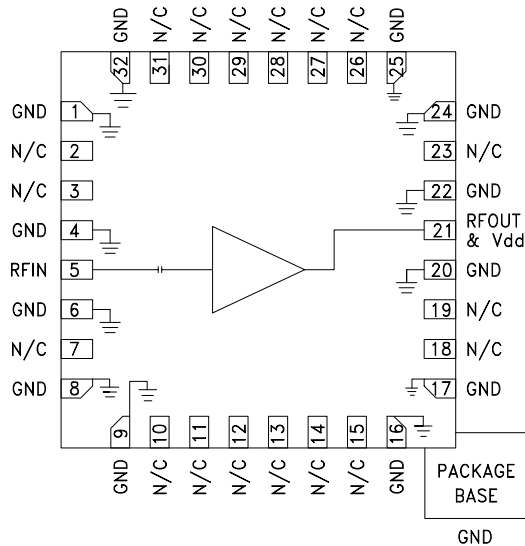 GND N/C N/C N/C N/C N/C N/C GND
32 31 30 29 28 27 26 25
GND 1 24 GND
N/C 2 23 N/C
N/C 3 22 GND
GND 4 21 RFOUT
& Vdd
RFIN 5 20 GND
GND 6 19 N/C
N/C 7 18 N/C
GND 8 17 GND
9 10 11 12 13 14 15 16
GND N/C N/C N/C N/C N/C N/C GND
PACKAGE
BASE
GND